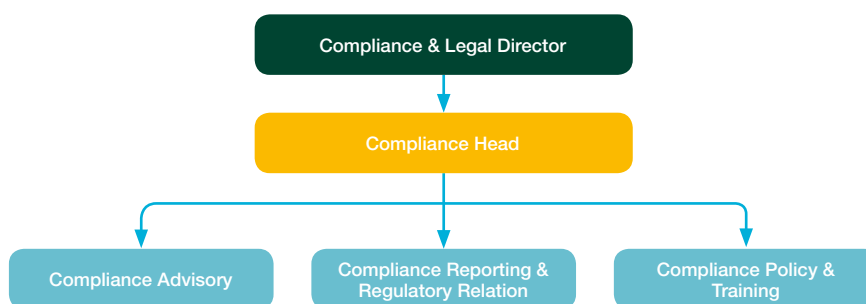 Compliance & Legal Director
Compliance Head
Compliance Advisory
Compliance Reporting &
Regulatory Relation
Compliance Policy &
Training